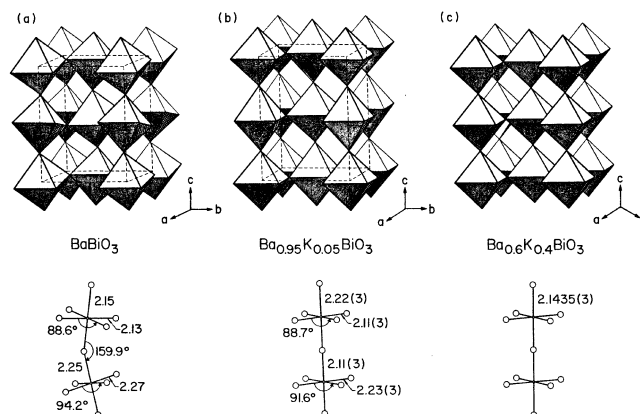 (a)
(b)
(c)
c
a
b
c
a
b
c
a
BaBiO₃
Ba₀.₉₅K₀.₀₅BiO₃
Ba₀.₆K₀.₄BiO₃
2.15
88.6°
2.13
159.9°
2.25
2.27
94.2°
2.22(3)
88.7°
2.11(3)
2.11(3)
91.6°
2.23(3)
2.1435(3)